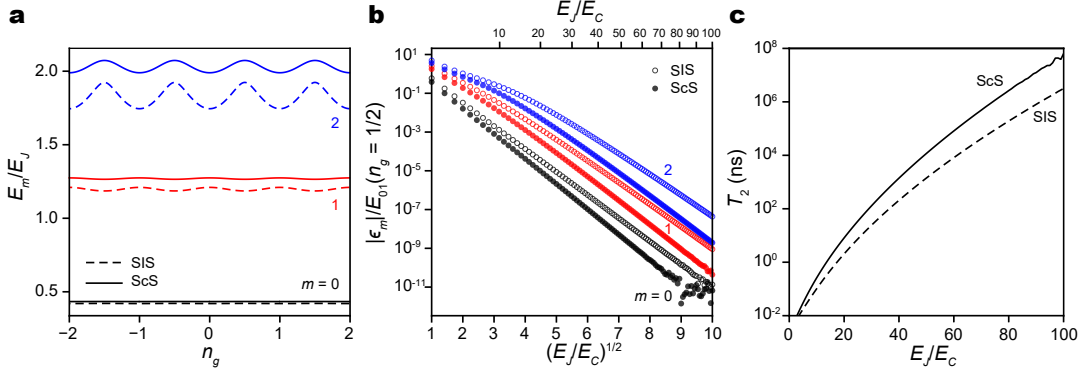 a
E_m/E_J
2.0
1.5
1.0
0.5
2
1
m = 0
SIS
ScS
−2 −1 0 1 2
n_g
b
E_J/E_C
10 20 30 40 50 60 70 80 90 100
|ϵ_m|/E_01(n_g = 1/2)
10^1
10^-1
10^-3
10^-5
10^-7
10^-9
10^-11
SIS
ScS
2
1
m = 0
1 2 3 4 5 6 7 8 9 10
(E_J/E_C)^1/2
c
T_2 (ns)
10^8
10^6
10^4
10^2
10^0
10^-2
ScS
SIS
0 20 40 60 80 100
E_J/E_C